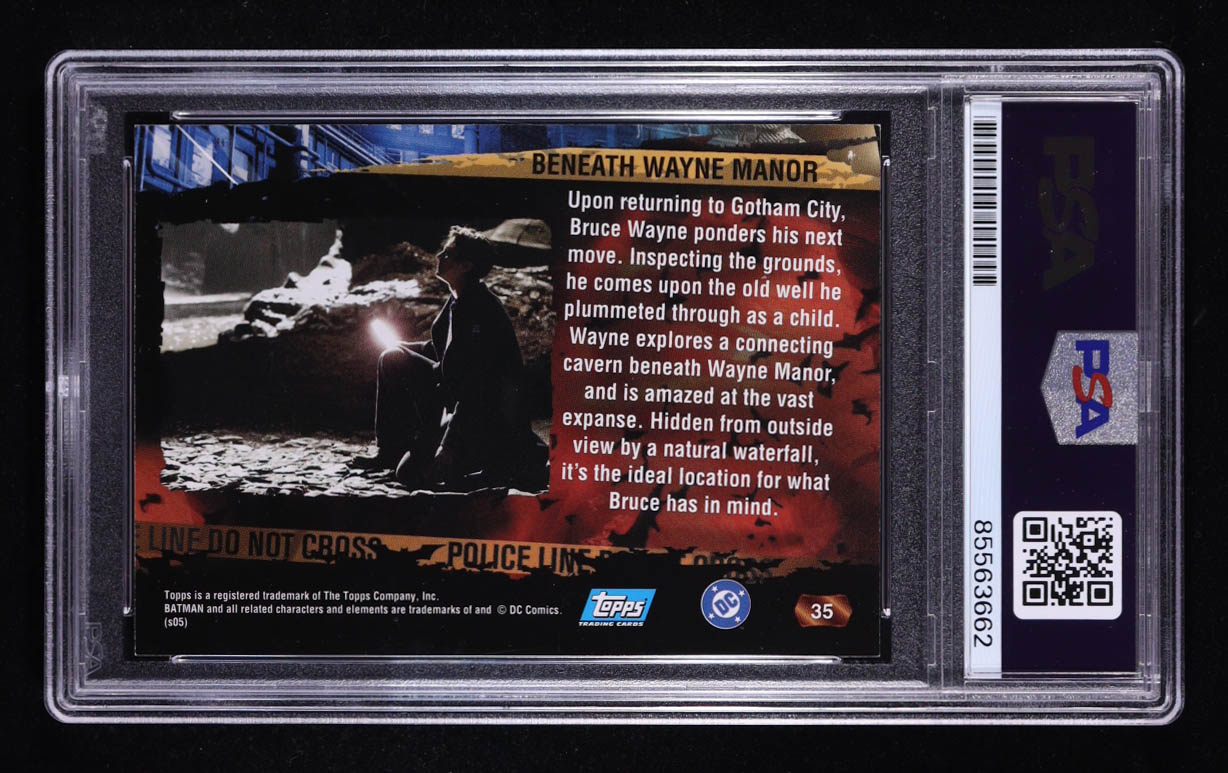 BENEATH WAYNE MANOR
Upon returning to Gotham City,
Bruce Wayne ponders his next
move. Inspecting the grounds,
he comes upon the old well he
plummeted through as a child.
Wayne explores a connecting
cavern beneath Wayne Manor,
and is amazed at the vast
expanse. Hidden from outside
view by a natural waterfall,
it's the ideal location for what
Bruce has in mind.
E LINE DO NOT CROSS POLICE LINE
Topps is a registered trademark of The Topps Company, Inc.
BATMAN and all related characters and elements are trademarks of and © DC Comics.
(s05)
Topps
TRADING CARDS
DC
35
PSA
PSA
85563662
PSA